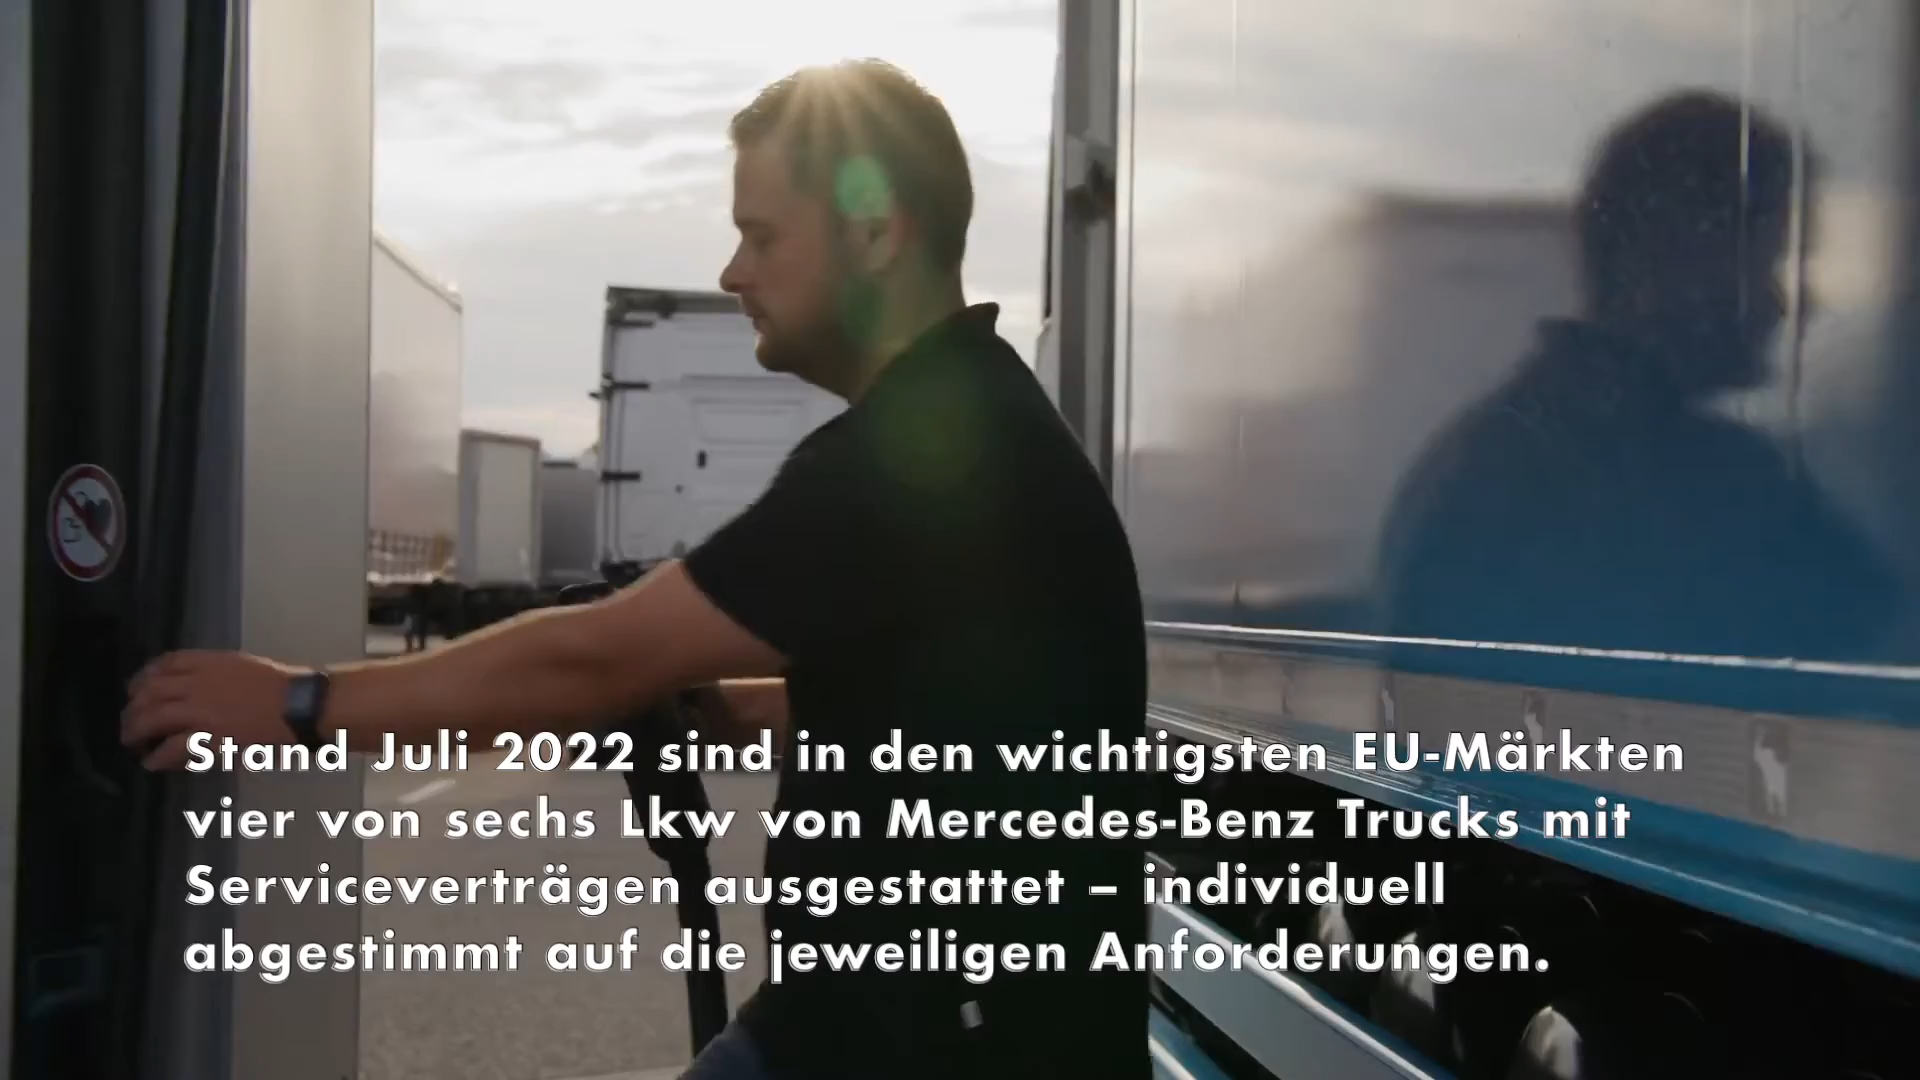 Stand Juli 2022 sind in den wichtigsten EU-Märkten
vier von sechs Lkw von Mercedes-Benz Trucks mit
Serviceverträgen ausgestattet – individuell
abgestimmt auf die jeweiligen Anforderungen.